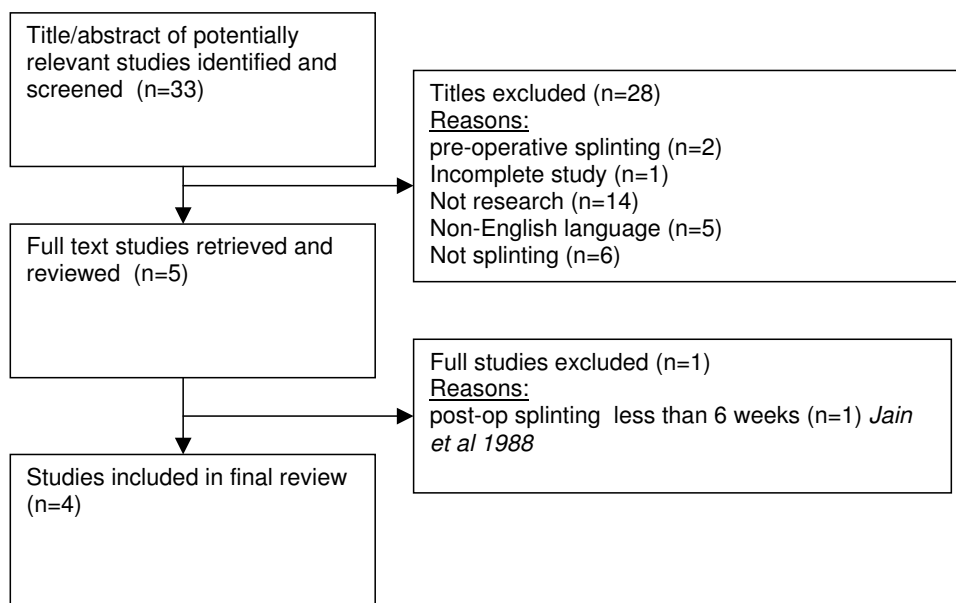 Title/abstract of potentially
relevant studies identified and
screened (n=33)
Titles excluded (n=28)
Reasons:
pre-operative splinting (n=2)
Incomplete study (n=1)
Not research (n=14)
Non-English language (n=5)
Not splinting (n=6)
Full text studies retrieved and
reviewed (n=5)
Full studies excluded (n=1)
Reasons:
post-op splinting less than 6 weeks (n=1) Jain
et al 1988
Studies included in final review
(n=4)